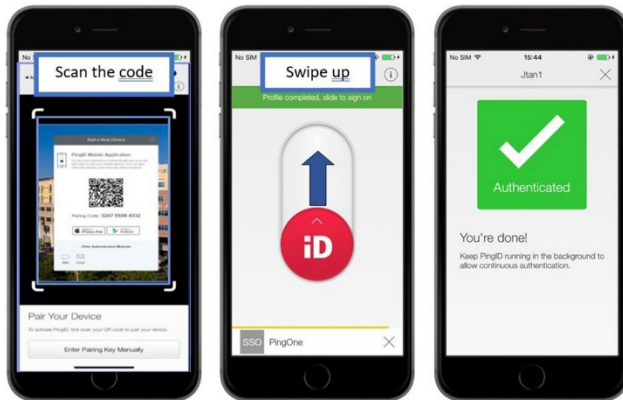 Scan the code
Add a New Device
PingID Mobile Application
Pairing Code: 3267 5598 4332
Other Authentication Methods
Pair Your Device
To activate PingID, first scan your QR code to pair your device.
Enter Pairing Key Manually
No SIM
Swipe up
Profile completed, slide to sign on
iD
SSO PingOne
No SIM 15:44
Jtan1
Authenticated
You're done!
Keep PingID running in the background to
allow continuous authentication.